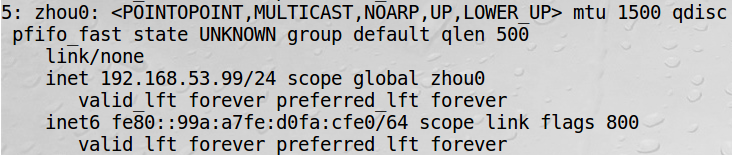 5: zhou0: <POINTOPOINT,MULTICAST,NOARP,UP,LOWER_UP> mtu 1500 qdisc
pfifo_fast state UNKNOWN group default qlen 500
link/none
inet 192.168.53.99/24 scope global zhou0
valid_lft forever preferred_lft forever
inet6 fe80::99a:a7fe:d0fa:cfe0/64 scope link flags 800
valid_lft forever preferred_lft forever